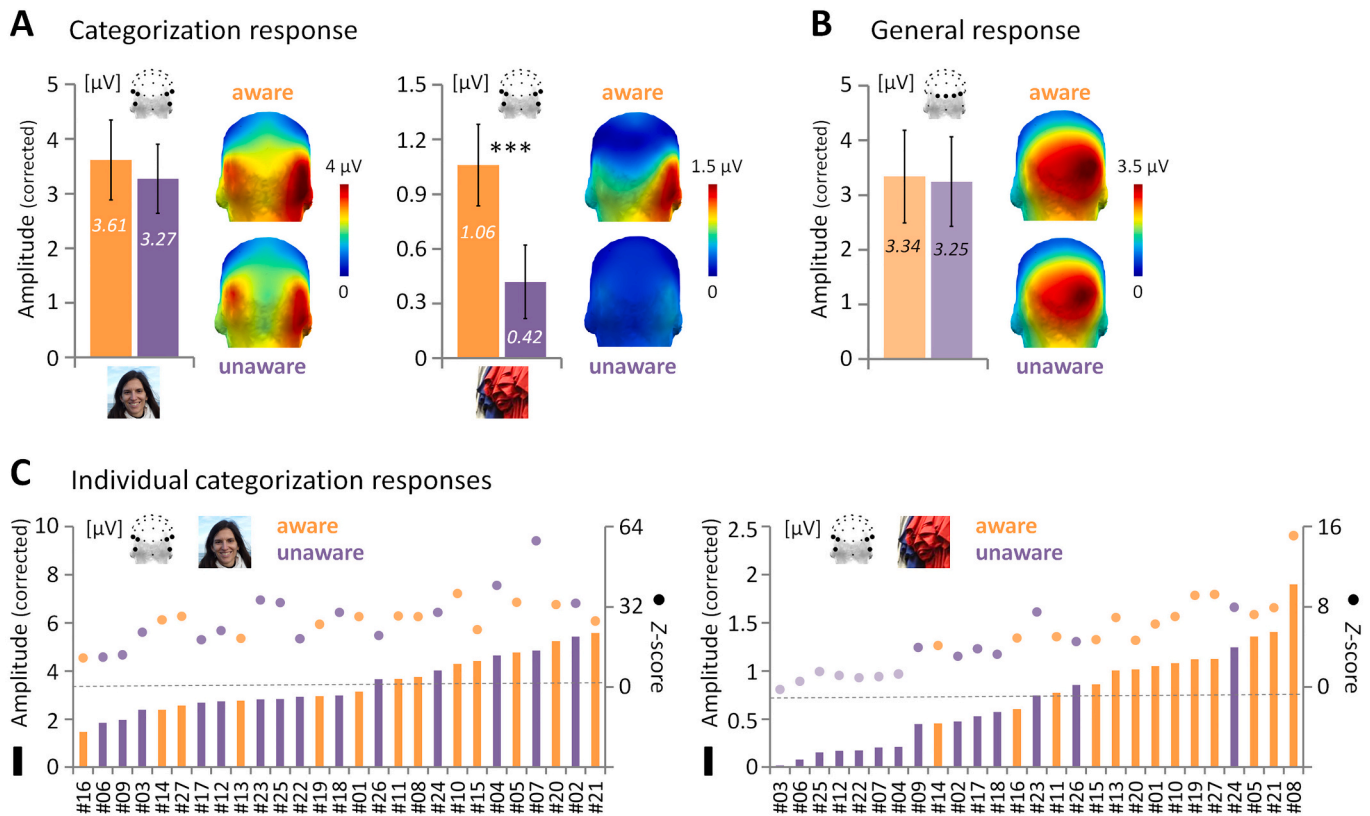 A Categorization response
B General response
[µV]
aware
Amplitude (corrected)
5
4
3
2
1
0
3.61
3.27
4 µV
0
unaware
[µV]
aware
1.5
1.2
0.9
0.6
0.3
0
***
1.06
0.42
1.5 µV
0
unaware
[µV]
aware
Amplitude (corrected)
5
4
3
2
1
0
3.34
3.25
3.5 µV
0
unaware
C Individual categorization responses
[µV]
aware
unaware
Amplitude (corrected)
10
8
6
4
2
0
64
32
0
Z-score
#16 #06 #09 #03 #14 #27 #17 #12 #13 #23 #25 #22 #19 #18 #01 #26 #11 #08 #24 #10 #15 #04 #05 #07 #20 #02 #21
[µV]
aware
unaware
Amplitude (corrected)
2.5
2
1.5
1
0.5
0
16
8
0
Z-score
#03 #06 #25 #12 #22 #07 #04 #09 #14 #02 #17 #18 #16 #23 #11 #26 #15 #13 #20 #01 #10 #19 #27 #24 #05 #21 #08